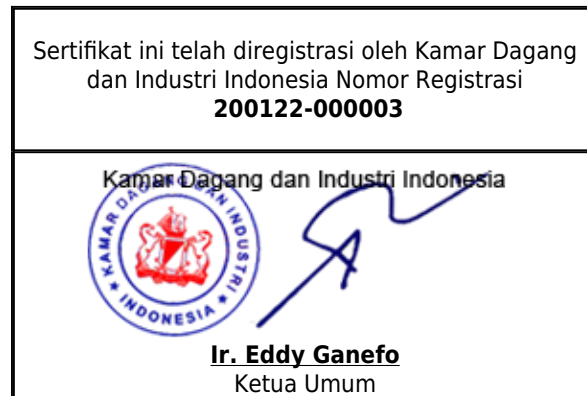 Sertifikat ini telah diregistrasi oleh Kamar Dagang
dan Industri Indonesia Nomor Registrasi
200122-000003
Kamar Dagang dan Industri Indonesia
KAMAR DAGANG DAN INDUSTRI
* INDONESIA *
Ir. Eddy Ganefo
Ketua Umum